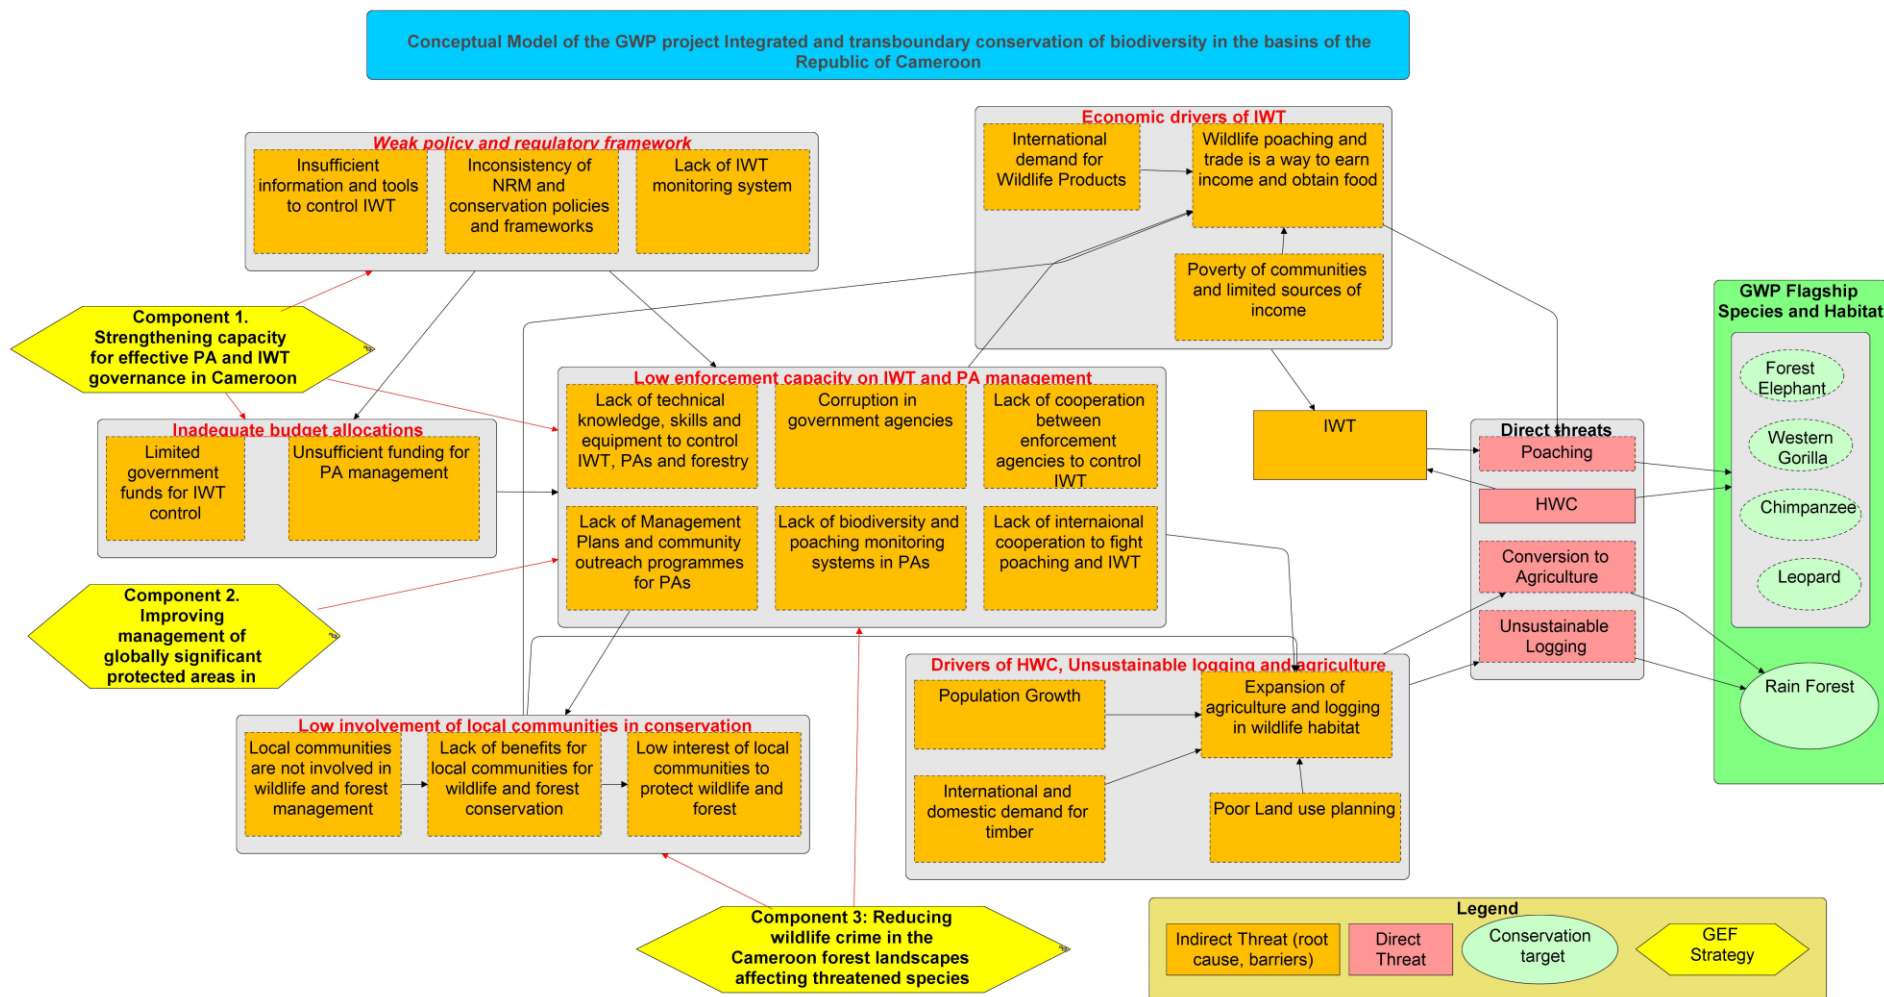 Conceptual Model of the GWP project Integrated and transboundary conservation of biodiversity in the basins of the
Republic of Cameroon
Weak policy and regulatory framework
Insufficient
information and tools
to control IWT
Inconsistency of
NRM and
conservation policies
and frameworks
Lack of IWT
monitoring system
Economic drivers of IWT
International
demand for
Wildlife Products
Wildlife poaching and
trade is a way to earn
income and obtain food
Poverty of communities
and limited sources of
income
Component 1.
Strengthening capacity
for effective PA and IWT
governance in Cameroon
Inadequate budget allocations
Limited
government
funds for IWT
control
Unsufficient funding for
PA management
Low enforcement capacity on IWT and PA management
Lack of technical
knowledge, skills and
equipment to control
IWT, PAs and forestry
Corruption in
government agencies
Lack of cooperation
between
enforcement
agencies to control
IWT
Lack of Management
Plans and community
outreach programmes
for PAs
Lack of biodiversity and
poaching monitoring
systems in PAs
Lack of internaional
cooperation to fight
poaching and IWT
IWT
Direct threats
Poaching
HWC
Conversion to
Agriculture
Unsustainable
Logging
GWP Flagship
Species and Habitat
Forest
Elephant
Western
Gorilla
Chimpanzee
Leopard
Rain Forest
Component 2.
Improving
management of
globally significant
protected areas in
Low involvement of local communities in conservation
Local communities
are not involved in
wildlife and forest
management
Lack of benefits for
local communities for
wildlife and forest
conservation
Low interest of local
communities to
protect wildlife and
forest
Drivers of HWC, Unsustainable logging and agriculture
Population Growth
Expansion of
agriculture and logging
in wildlife habitat
International and
domestic demand for
timber
Poor Land use planning
Component 3: Reducing
wildlife crime in the
Cameroon forest landscapes
affecting threatened species
Legend
Indirect Threat (root
cause, barriers)
Direct
Threat
Conservation
target
GEF
Strategy